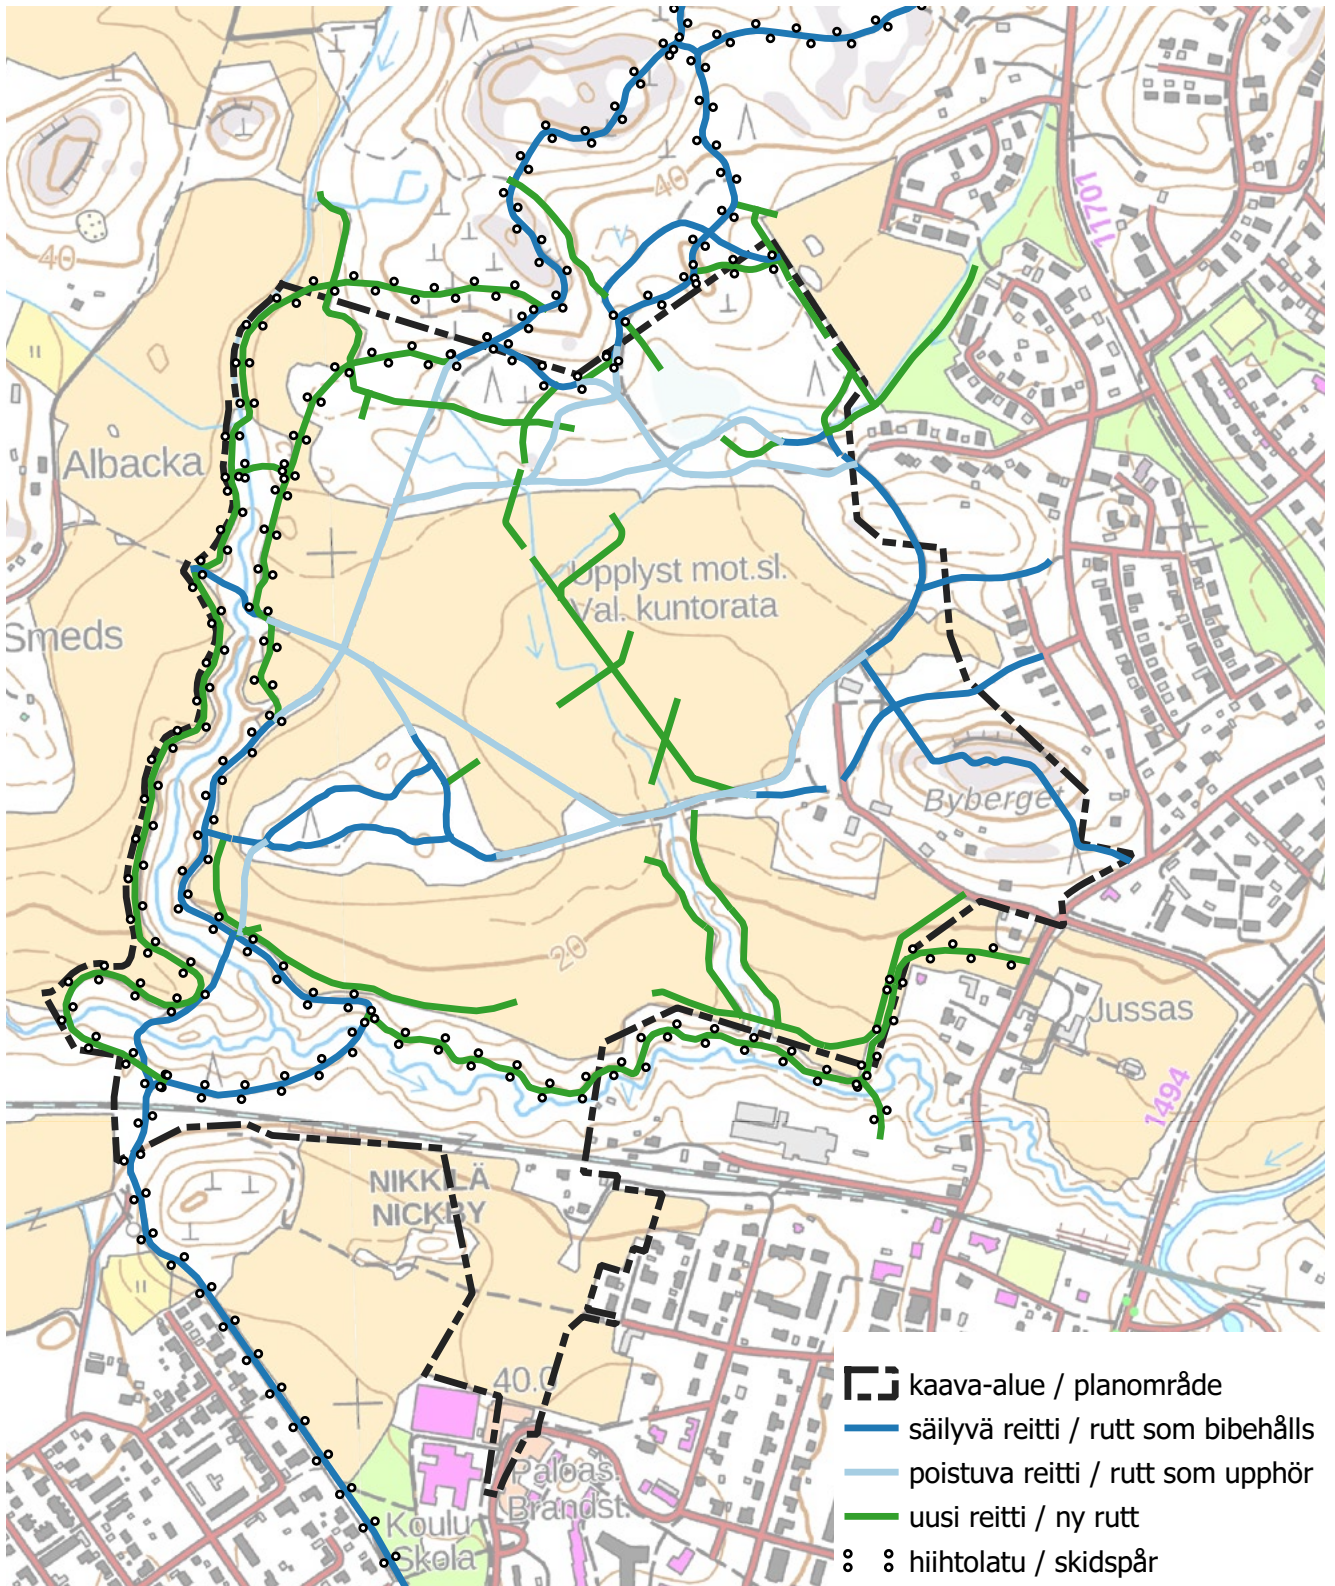 40
40
11701
Albacka
Upplyst mot.sl.
Val. kuntorata
Smeds
Byberget
20
Jussas
1494
NIKKILÄ
NICKBY
40.0
Paloas.
Brandst.
Koulu
Skola
kaava-alue / planområde
säilyvä reitti / rutt som bibehålls
poistuva reitti / rutt som upphör
uusi reitti / ny rutt
hiihtolatu / skidspår